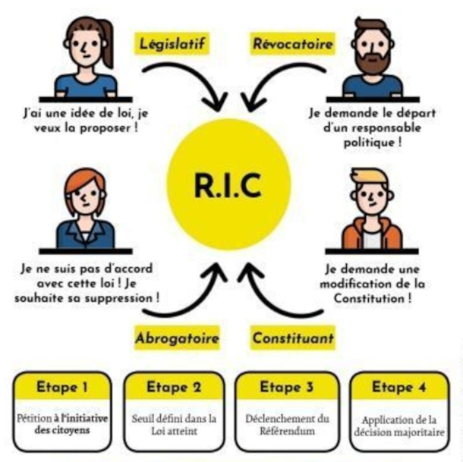 Législatif
Révocatoire
J'ai une idée de loi, je
veux la proposer !
Je demande le départ
d'un responsable
politique !
R.I.C
Je ne suis pas d'accord
avec cette loi ! Je
souhaite sa suppression !
Je demande une
modification de la
Constitution !
Abrogatoire
Constituant
Etape 1
Pétition à l'initiative
des citoyens
Etape 2
Seuil défini dans la
Loi atteint
Etape 3
Déclenchement du
Référendum
Etape 4
Application de la
décision majoritaire